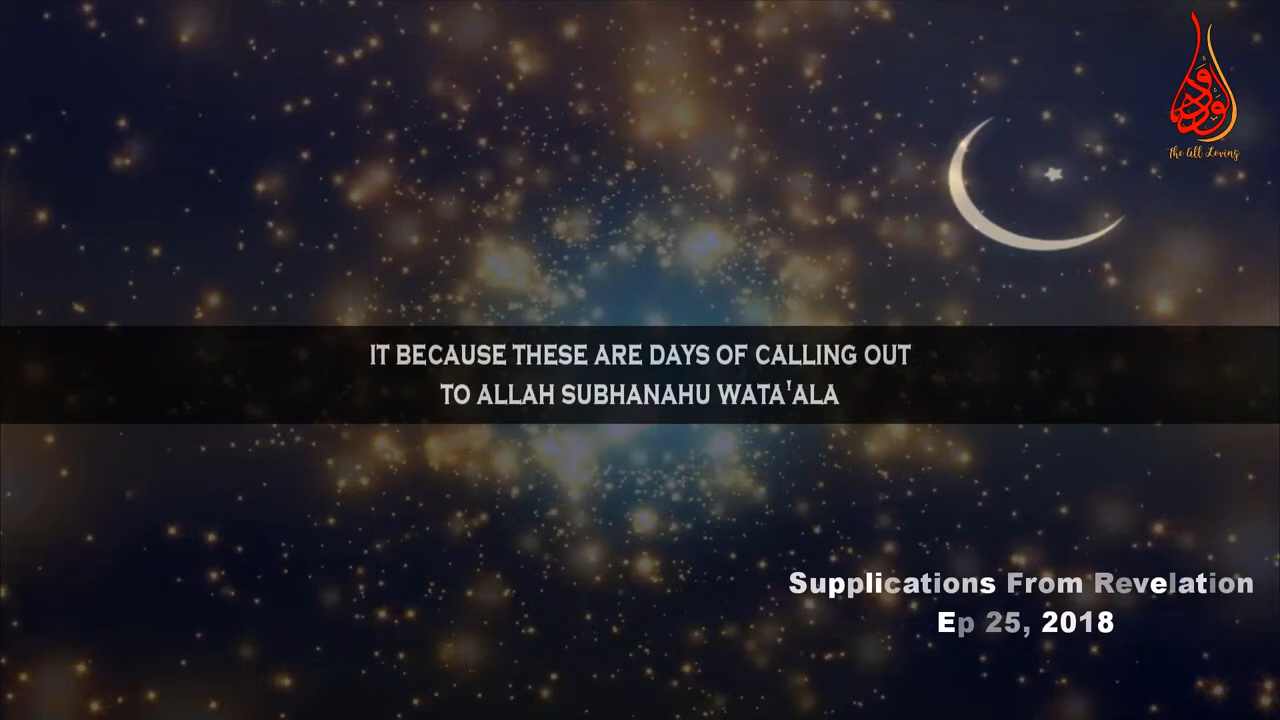 الودود
The All Loving
IT BECAUSE THESE ARE DAYS OF CALLING OUT
TO ALLAH SUBHANAHU WATA'ALA
Supplications From Revelation
Ep 25, 2018